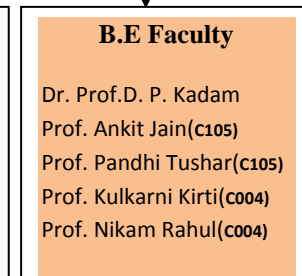 B.E Faculty
Dr. Prof.D. P. Kadam
Prof. Ankit Jain(C105)
Prof. Pandhi Tushar(C105)
Prof. Kulkarni Kirti(C004)
Prof. Nikam Rahul(C004)